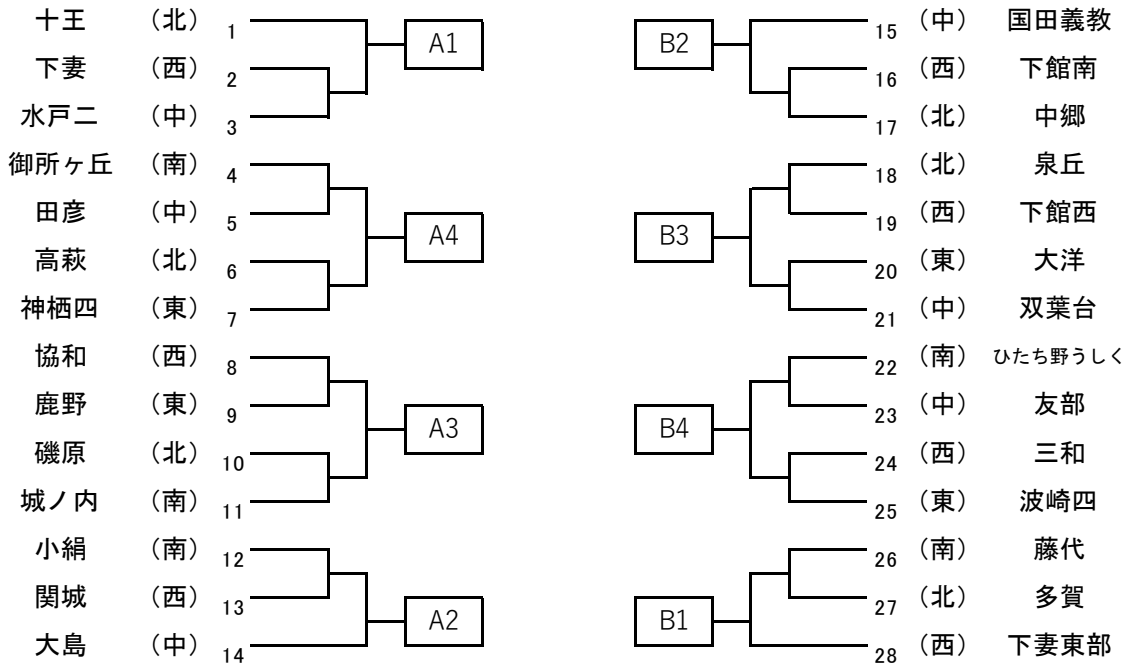 十王 （北） 1 A1 B2 15 （中） 国田義教
下妻 （西） 2 16 （西） 下館南
水戸二 （中） 3 17 （北） 中郷
御所ヶ丘 （南） 4 18 （北） 泉丘
田彦 （中） 5 A4 B3 19 （西） 下館西
高萩 （北） 6 20 （東） 大洋
神栖四 （東） 7 21 （中） 双葉台
協和 （西） 8 22 （南） ひたち野うしく
鹿野 （東） 9 A3 B4 23 （中） 友部
磯原 （北） 10 24 （西） 三和
城ノ内 （南） 11 25 （東） 波崎四
小絹 （南） 12 26 （南） 藤代
関城 （西） 13 A2 B1 27 （北） 多賀
大島 （中） 14 28 （西） 下妻東部